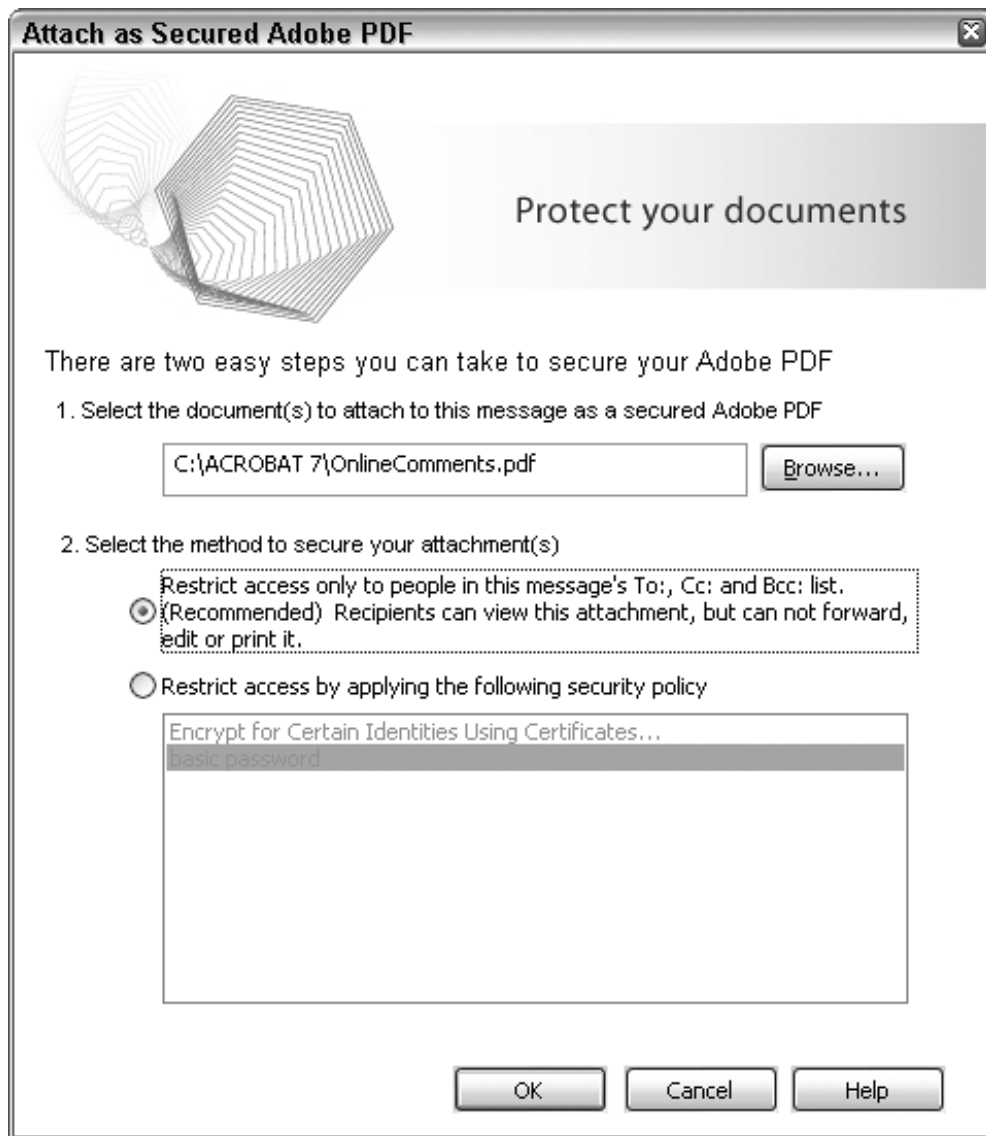 Attach as Secured Adobe PDF
Protect your documents
There are two easy steps you can take to secure your Adobe PDF
1. Select the document(s) to attach to this message as a secured Adobe PDF
C:\ACROBAT 7\OnlineComments.pdf
Browse...
2. Select the method to secure your attachment(s)
Restrict access only to people in this message's To:, Cc: and Bcc: list.
(Recommended) Recipients can view this attachment, but can not forward,
edit or print it.
Restrict access by applying the following security policy
Encrypt for Certain Identities Using Certificates...
basic password
OK Cancel Help